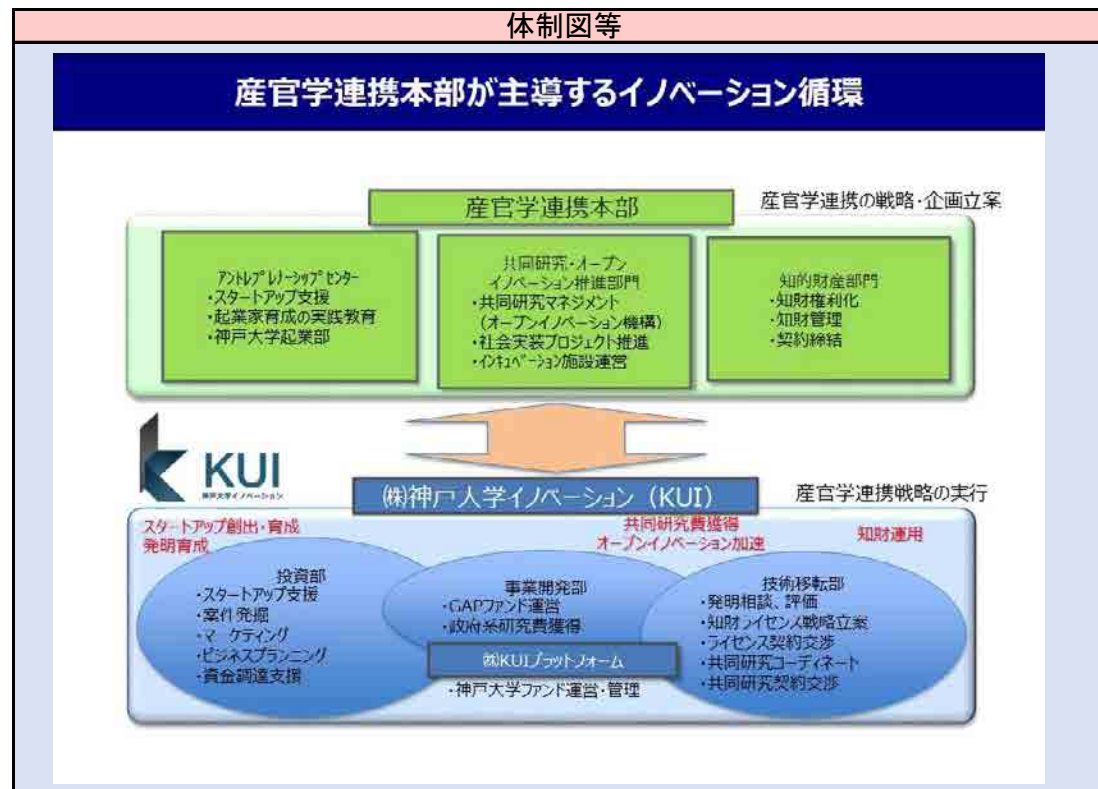 体制図等
産官学連携本部が主導するイノベーション循環
産官学連携本部
産官学連携の戦略・企画立案
ｱﾝﾄﾚﾌﾟﾚﾅｰｼｯﾌﾟｾﾝﾀｰ
・スタートアップ支援
・起業家育成の実践教育
・神戸大学起業部
共同研究・オープン
イノベーション推進部門
・共同研究マネジメント
(オープンイノベーション機構)
・社会実装プロジェクト推進
・ｲﾝｷｭﾍﾞｰｼｮﾝ施設運営
知的財産部門
・知財権利化
・知財管理
・契約締結
KUI
神戸大学イノベーション
㈱神戸大学イノベーション（KUI）
産官学連携戦略の実行
スタートアップ創出・育成
発明育成
共同研究費獲得
オープンイノベーション加速
知財運用
投資部
・スタートアップ支援
・案件発掘
・マーケティング
・ビジネスプランニング
・資金調達支援
事業開発部
・GAPファンド運営
・政府系研究費獲得
㈱KUIプラットフォーム
・神戸大学ファンド運営・管理
技術移転部
・発明相談、評価
・知財ライセンス戦略立案
・ライセンス契約交渉
・共同研究コーディネート
・共同研究契約交渉